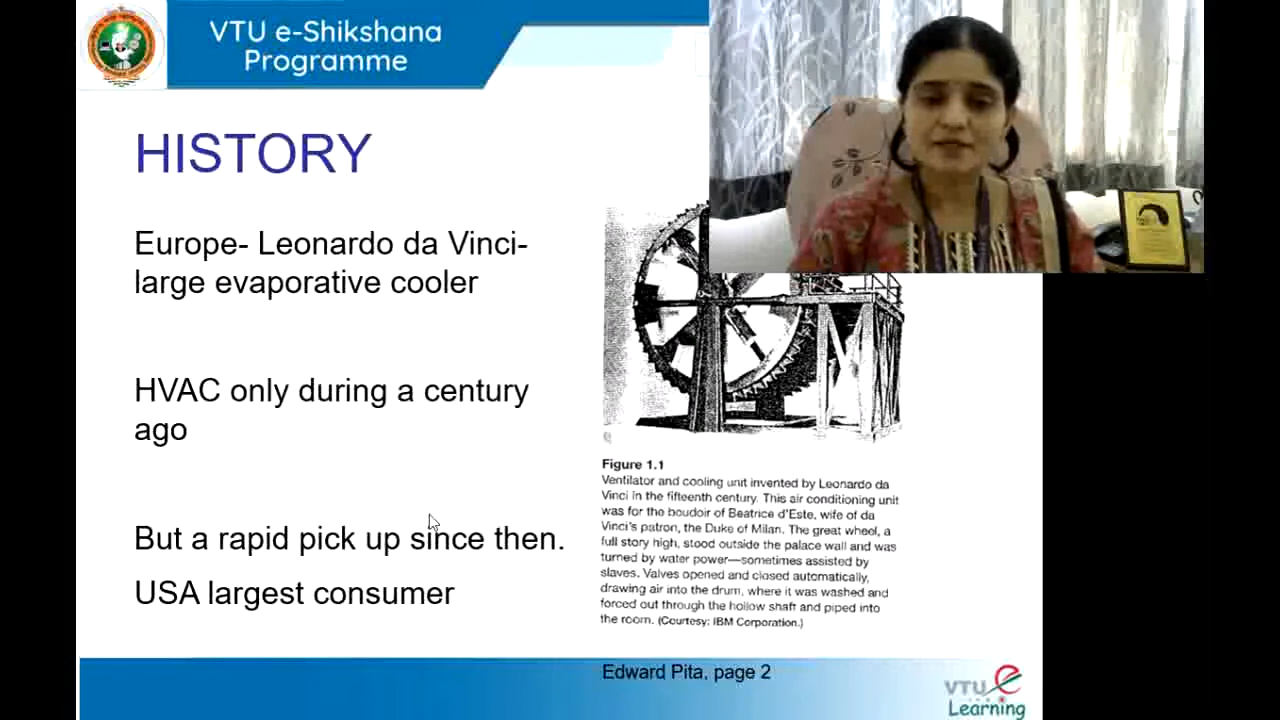 VTU e-Shikshana
Programme
HISTORY
Europe- Leonardo da Vinci-
large evaporative cooler
HVAC only during a century
ago
But a rapid pick up since then.
USA largest consumer
Figure 1.1
Ventilator and cooling unit invented by Leonardo da
Vinci in the fifteenth century. This air conditioning unit
was for the boudoir of Beatrice d'Este, wife of da
Vinci's patron, the Duke of Milan. The great wheel, a
full story high, stood outside the palace wall and was
turned by water power—sometimes assisted by
slaves. Valves opened and closed automatically,
drawing air into the drum, where it was washed and
forced out through the hollow shaft and piped into
the room. (Courtesy: IBM Corporation.)
Edward Pita, page 2
VTU e
Learning